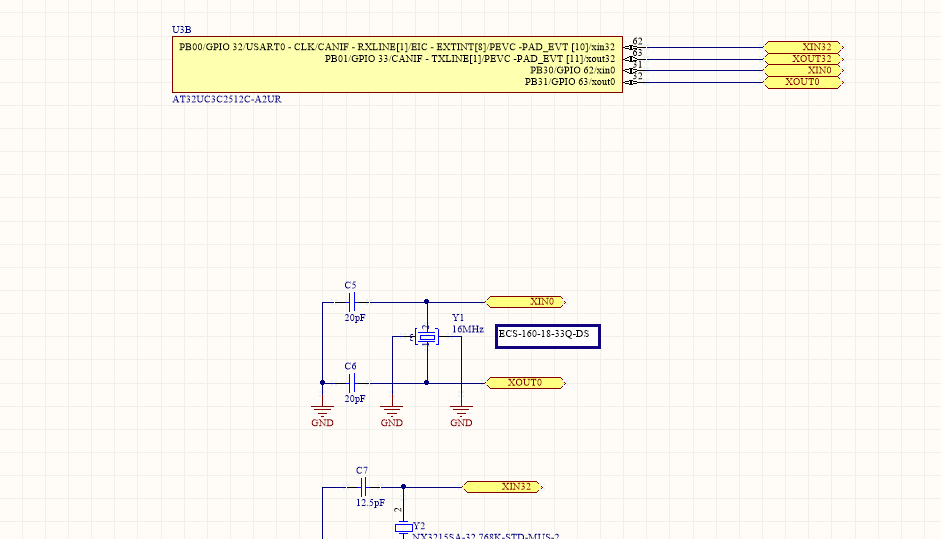 U3B
PB00/GPIO 32/USART0 - CLK/CANIF - RXLINE[1]/EIC - EXTINT[8]/PEVC -PAD_EVT [10]/xin32
62
XIN32
PB01/GPIO 33/CANIF - TXLINE[1]/PEVC -PAD_EVT [11]/xout32
63
XOUT32
PB30/GPIO 62/xin0
31
XIN0
PB31/GPIO 63/xout0
32
XOUT0
AT32UC3C2512C-A2UR
C5
20pF
XIN0
Y1
16MHz
ECS-160-18-33Q-DS
2
1
C6
20pF
XOUT0
GND
GND
GND
C7
12.5pF
XIN32
2
Y2
NX3215SA-32.768K-STD-MUS-2